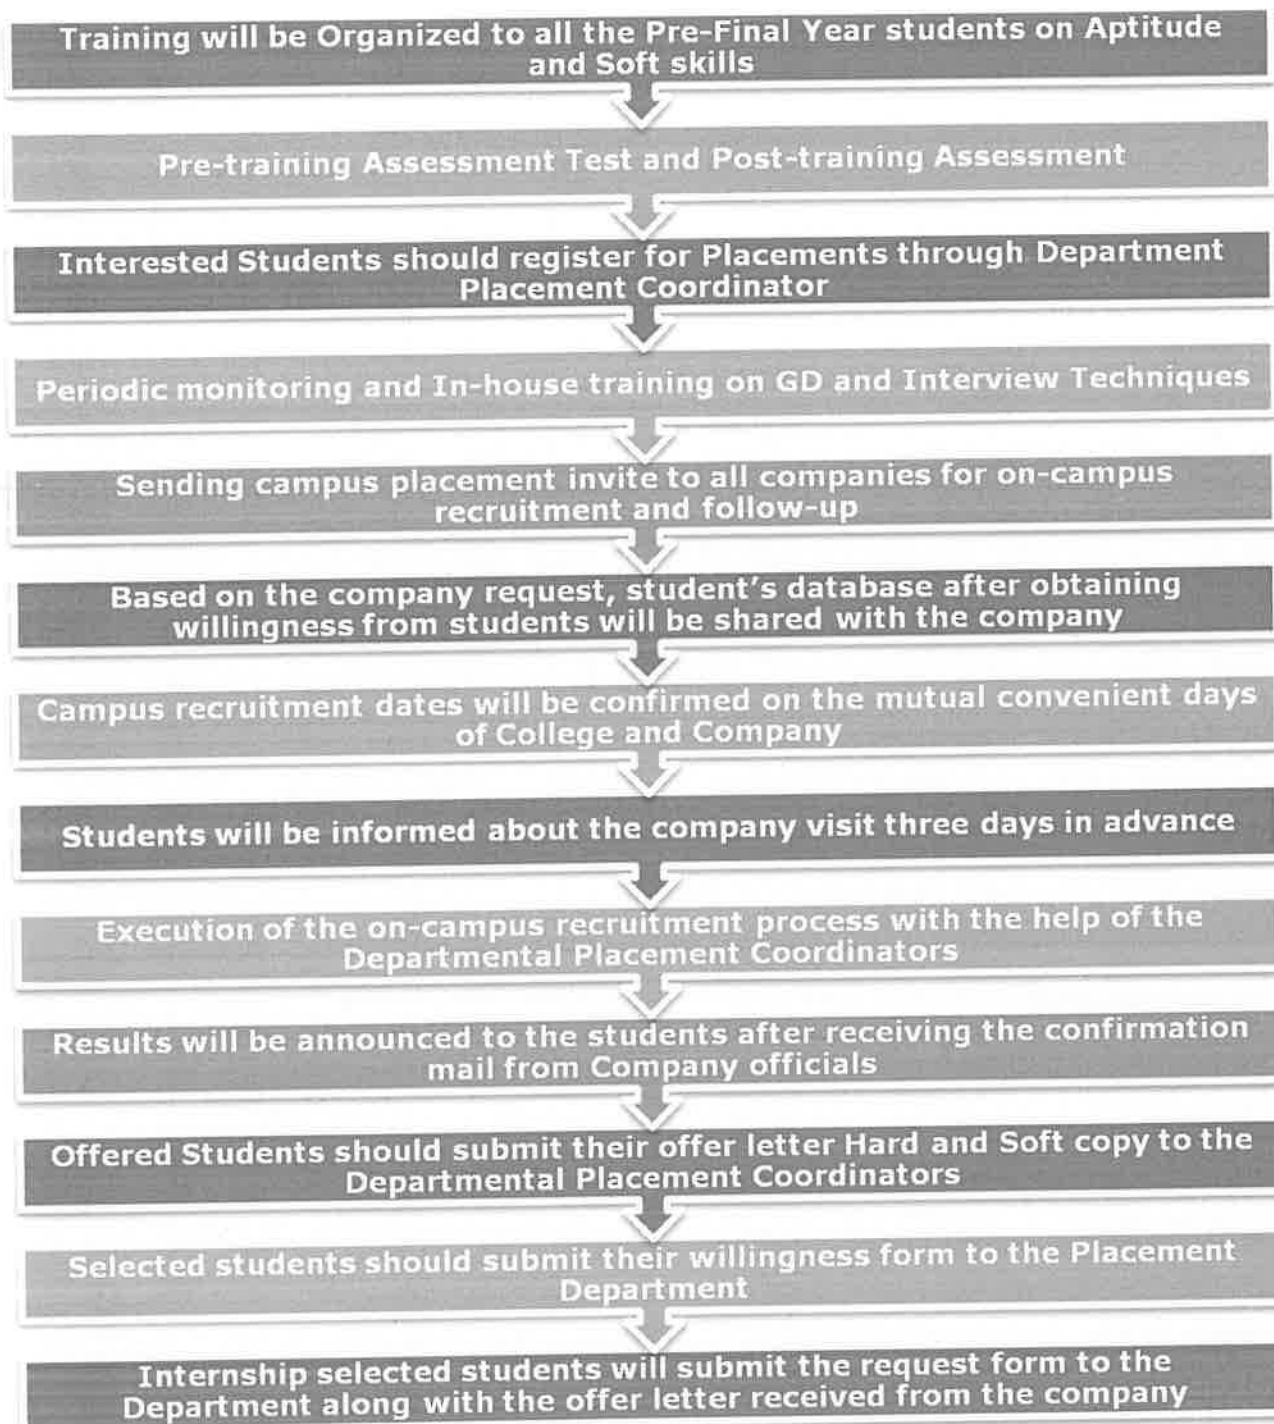 Training will be Organized to all the Pre-Final Year students on Aptitude
and Soft skills
Pre-training Assessment Test and Post-training Assessment
Interested Students should register for Placements through Department
Placement Coordinator
Periodic monitoring and In-house training on GD and Interview Techniques
Sending campus placement invite to all companies for on-campus
recruitment and follow-up
Based on the company request, student's database after obtaining
willingness from students will be shared with the company
Campus recruitment dates will be confirmed on the mutual convenient days
of College and Company
Students will be informed about the company visit three days in advance
Execution of the on-campus recruitment process with the help of the
Departmental Placement Coordinators
Results will be announced to the students after receiving the confirmation
mail from Company officials
Offered Students should submit their offer letter Hard and Soft copy to the
Departmental Placement Coordinators
Selected students should submit their willingness form to the Placement
Department
Internship selected students will submit the request form to the
Department along with the offer letter received from the company